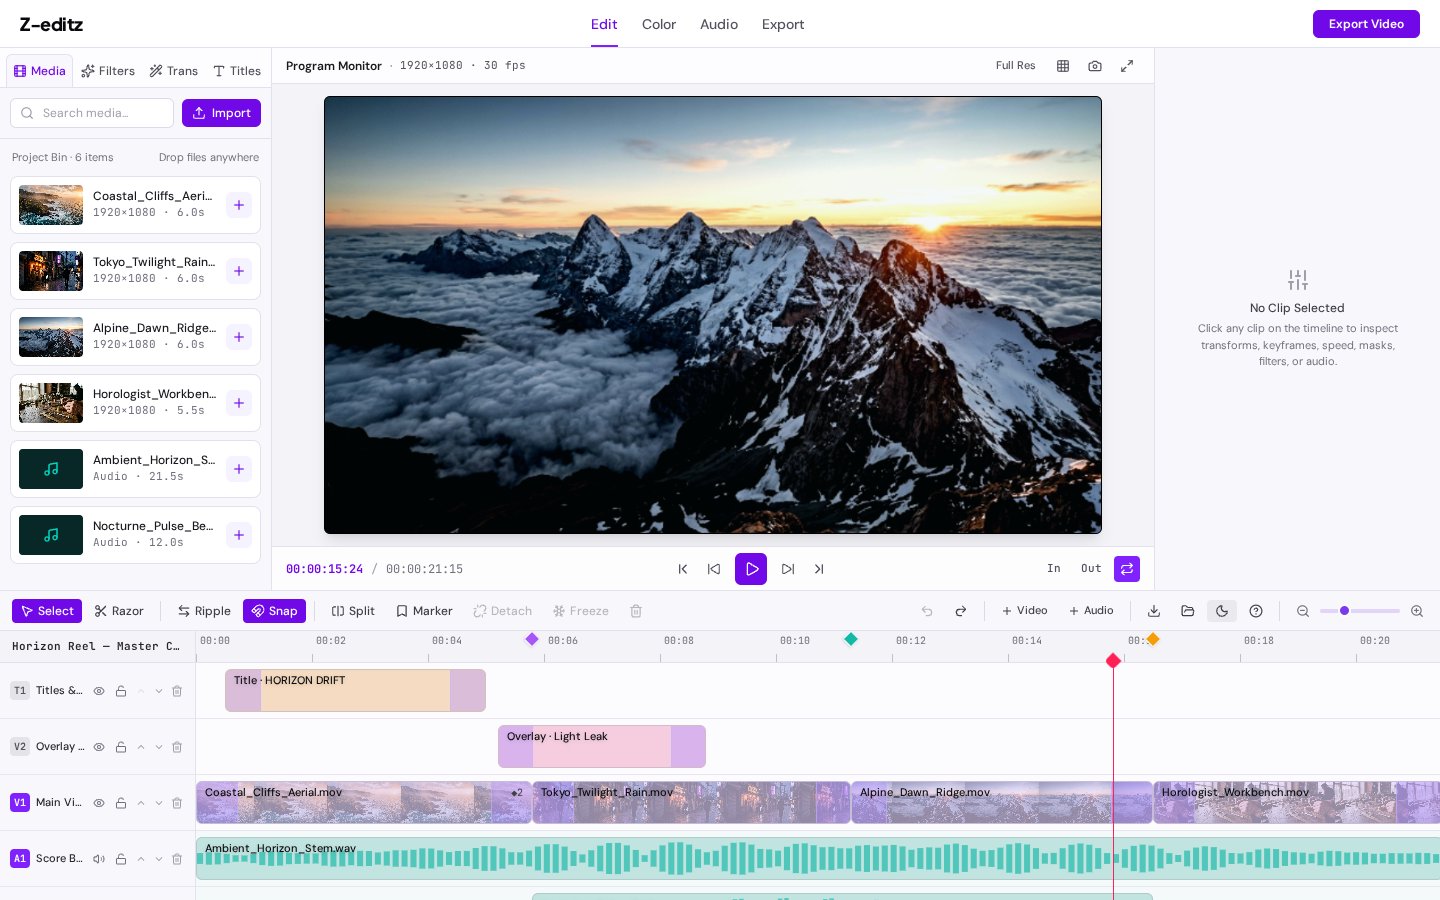 Z-editz
Edit Color Audio Export
Export Video
Media Filters Trans Titles
Search media...
Import
Project Bin · 6 items
Drop files anywhere
Coastal_Cliffs_Aeri...
1920×1080 · 6.0s
Tokyo_Twilight_Rain...
1920×1080 · 6.0s
Alpine_Dawn_Ridge...
1920×1080 · 6.0s
Horologist_Workben...
1920×1080 · 5.5s
Ambient_Horizon_S...
Audio · 21.5s
Nocturne_Pulse_Be...
Audio · 12.0s
Program Monitor · 1920×1080 · 30 fps
Full Res
00:00:15:24 / 00:00:21:15
In Out
No Clip Selected
Click any clip on the timeline to inspect
transforms, keyframes, speed, masks,
filters, or audio.
Select Razor Ripple Snap Split Marker Detach Freeze
+ Video + Audio
Horizon Reel — Master C...
00:00 00:02 00:04 00:06 00:08 00:10 00:12 00:14 00:18 00:20
T1 Titles &...
Title · HORIZON DRIFT
V2 Overlay ...
Overlay · Light Leak
V1 Main Vi...
Coastal_Cliffs_Aerial.mov
◆2
Tokyo_Twilight_Rain.mov
Alpine_Dawn_Ridge.mov
Horologist_Workbench.mov
A1 Score B...
Ambient_Horizon_Stem.wav